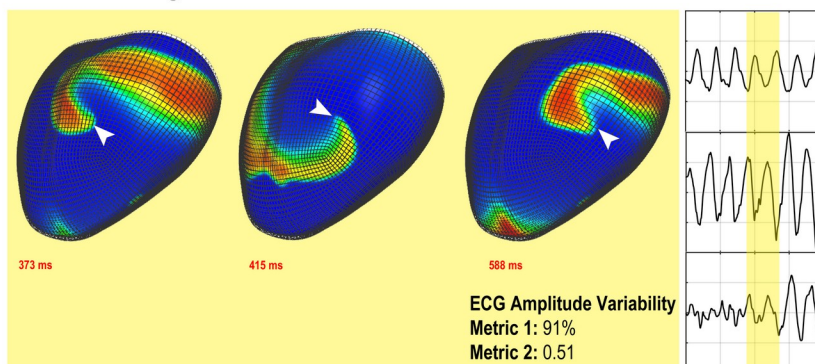 373 ms
415 ms
588 ms
ECG Amplitude Variability
Metric 1: 91%
Metric 2: 0.51